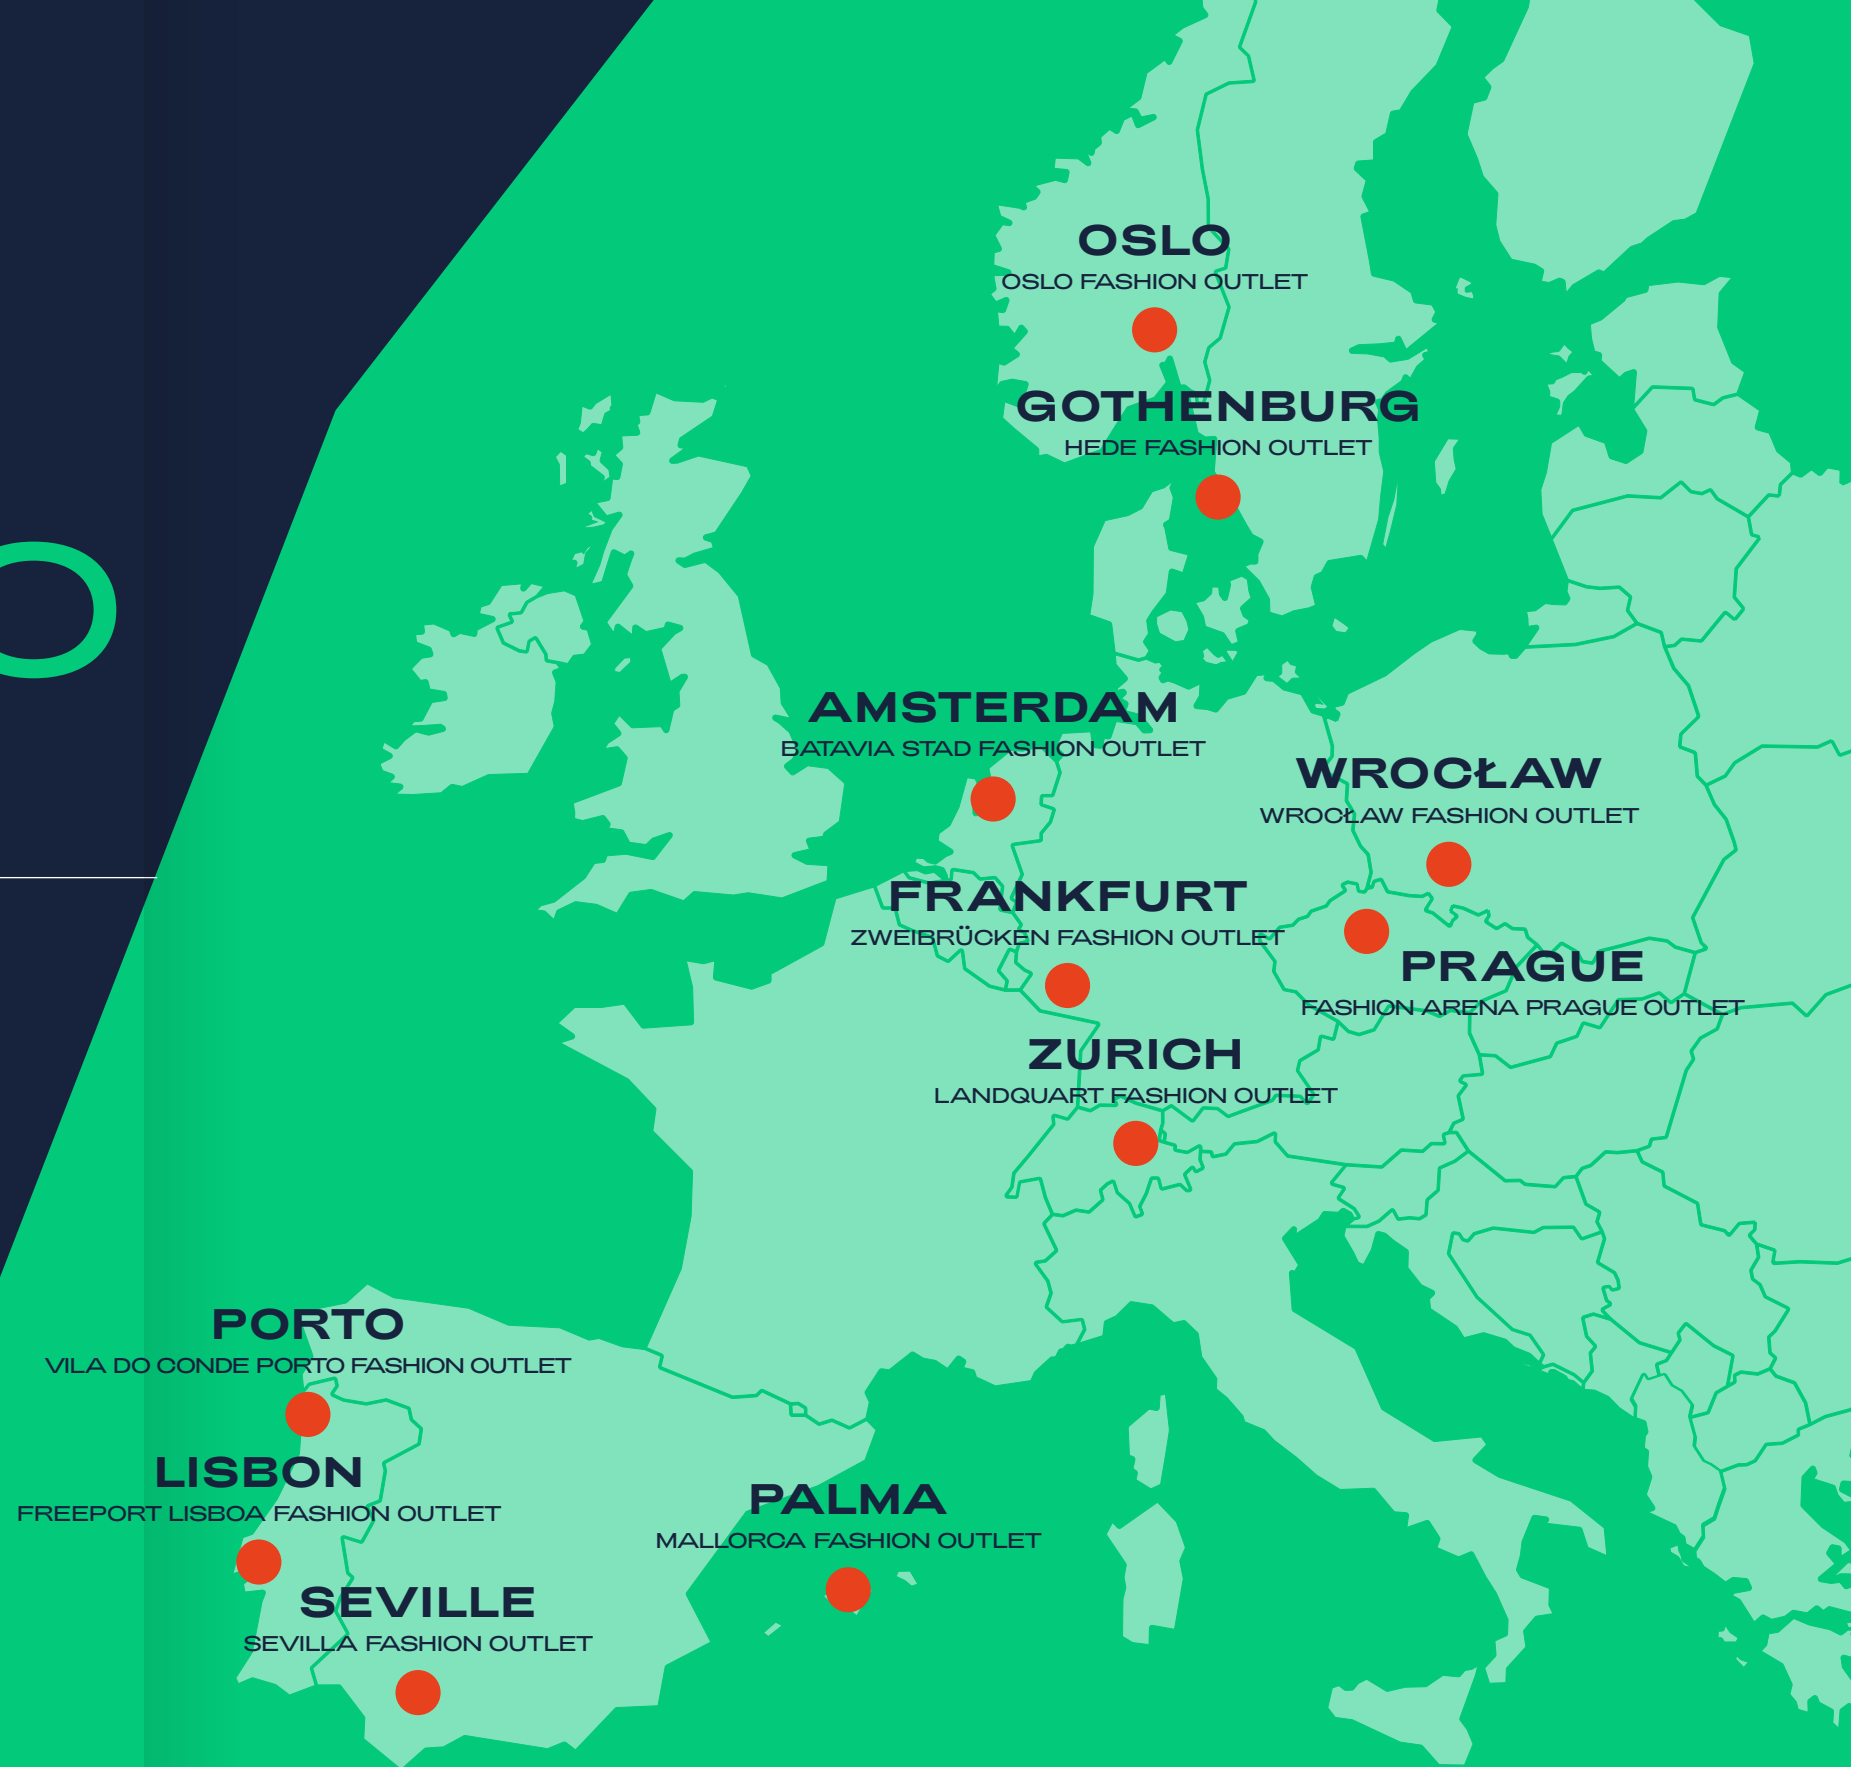 OSLO
OSLO FASHION OUTLET
GOTHENBURG
HEDE FASHION OUTLET
O
AMSTERDAM
BATAVIA STAD FASHION OUTLET
WROCŁAW
WROCŁAW FASHION OUTLET
FRANKFURT
ZWEIBRÜCKEN FASHION OUTLET
PRAGUE
FASHION ARENA PRAGUE OUTLET
ZURICH
LANDQUART FASHION OUTLET
PORTO
VILA DO CONDE PORTO FASHION OUTLET
LISBON
FREEPORT LISBOA FASHION OUTLET
PALMA
MALLORCA FASHION OUTLET
SEVILLE
SEVILLA FASHION OUTLET